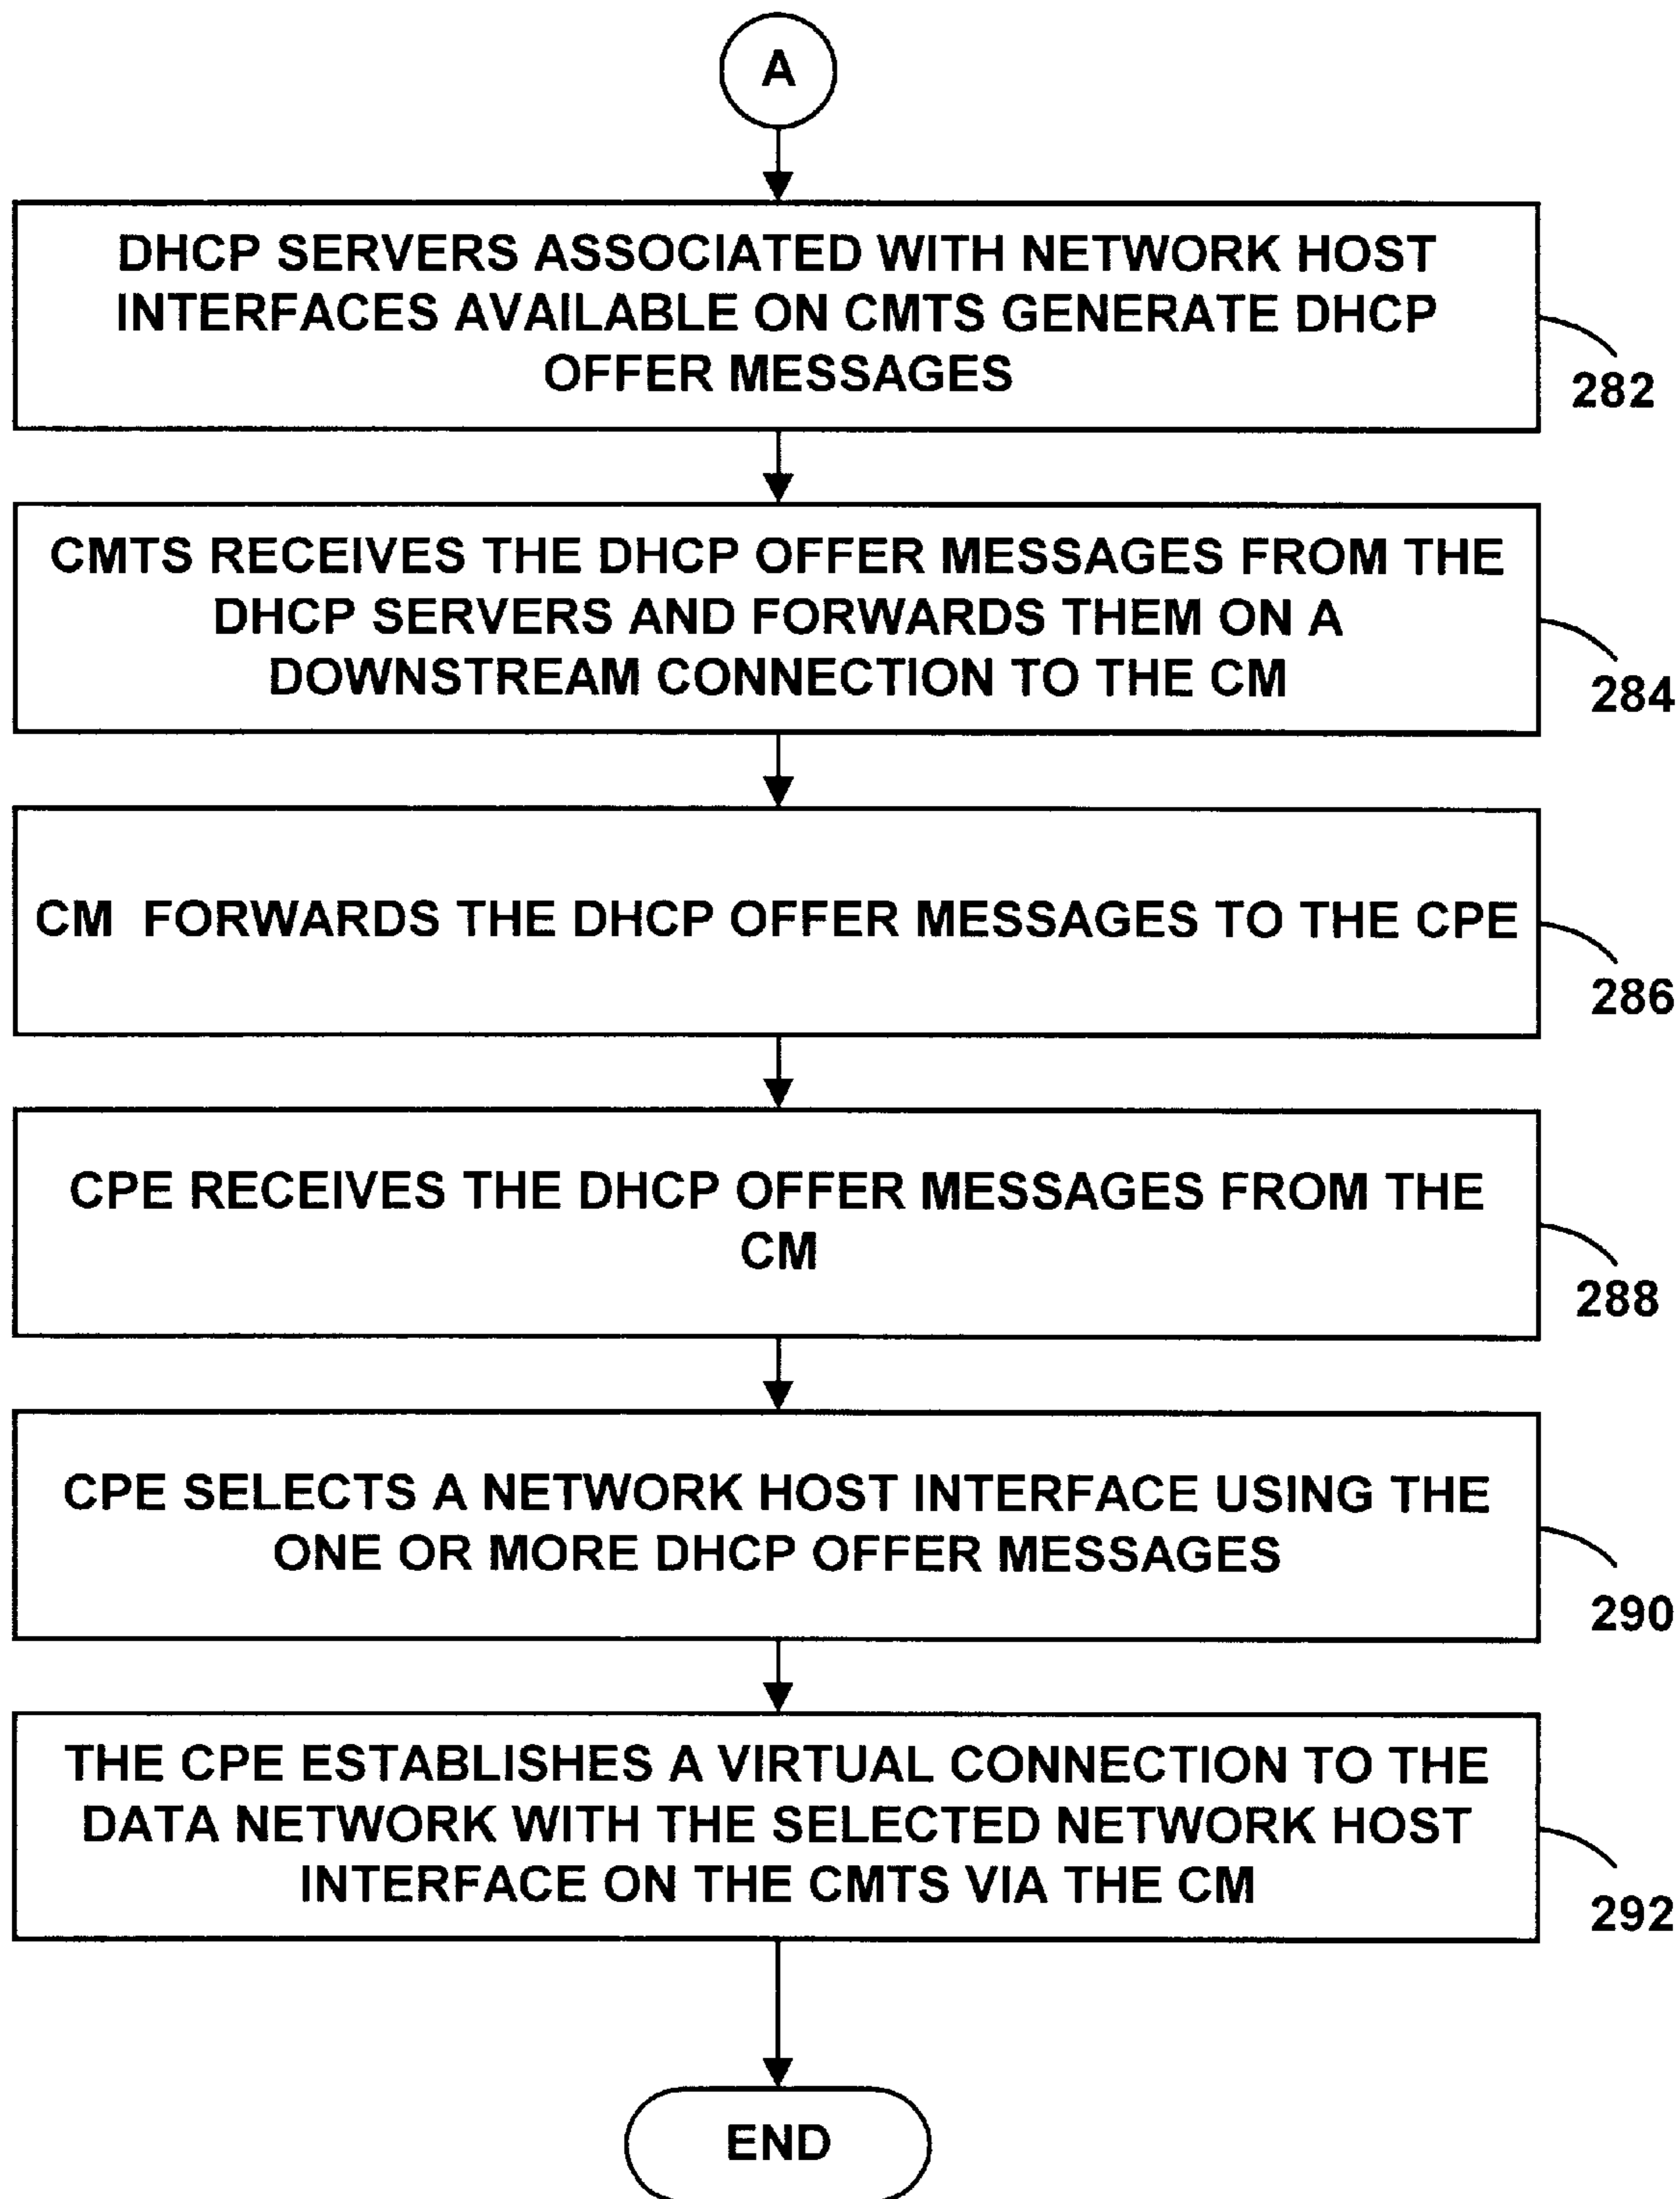 A
DHCP SERVERS ASSOCIATED WITH NETWORK HOST
INTERFACES AVAILABLE ON CMTS GENERATE DHCP
OFFER MESSAGES
282
CMTS RECEIVES THE DHCP OFFER MESSAGES FROM THE
DHCP SERVERS AND FORWARDS THEM ON A
DOWNSTREAM CONNECTION TO THE CM
284
CM FORWARDS THE DHCP OFFER MESSAGES TO THE CPE
286
CPE RECEIVES THE DHCP OFFER MESSAGES FROM THE
CM
288
CPE SELECTS A NETWORK HOST INTERFACE USING THE
ONE OR MORE DHCP OFFER MESSAGES
290
THE CPE ESTABLISHES A VIRTUAL CONNECTION TO THE
DATA NETWORK WITH THE SELECTED NETWORK HOST
INTERFACE ON THE CMTS VIA THE CM
292
END